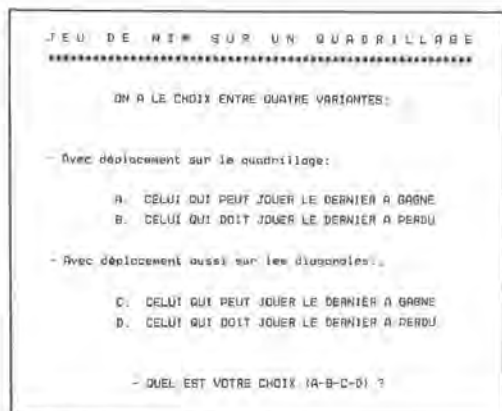 JEU DE NIM SUR UN QUADRILLAGE
*************************************************
ON A LE CHOIX ENTRE QUATRE VARIANTES:
- Avec déplacement sur le quadrillage:
A. CELUI QUI PEUT JOUER LE DERNIER A GAGNE
B. CELUI QUI DOIT JOUER LE DERNIER A PERDU
- Avec déplacement aussi sur les diagonales..
C. CELUI QUI PEUT JOUER LE DERNIER A GAGNE
D. CELUI QUI DOIT JOUER LE DERNIER A PERDU
- QUEL EST VOTRE CHOIX (A-B-C-D) ?